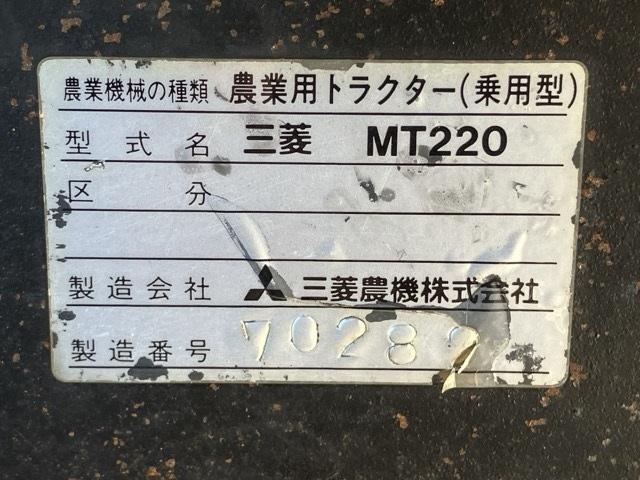 農業機械の種類 農業用トラクター(乗用型)
型式名 三菱 MT220
区分
製造会社 三菱農機株式会社
製造番号 70282